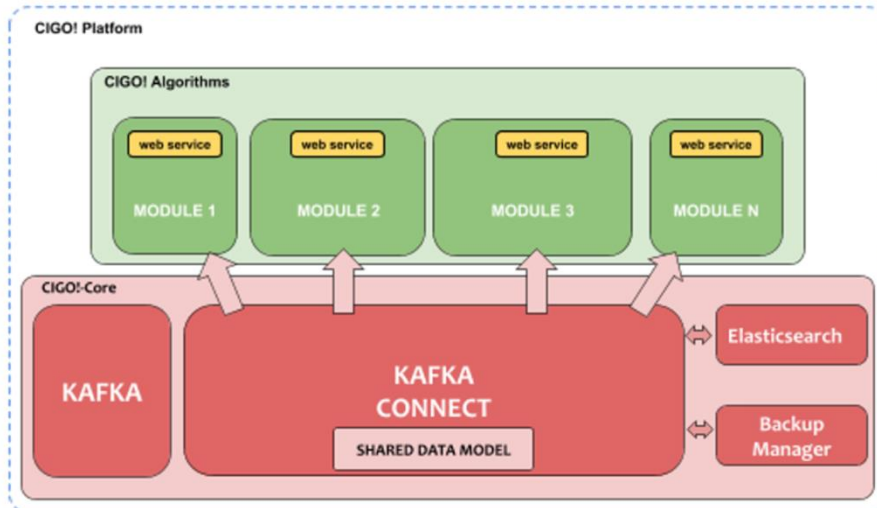 CIGO! Platform
CIGO! Algorithms
web service
MODULE 1
web service
MODULE 2
web service
MODULE 3
web service
MODULE N
CIGO!-Core
KAFKA
KAFKA
CONNECT
SHARED DATA MODEL
Elasticsearch
Backup
Manager